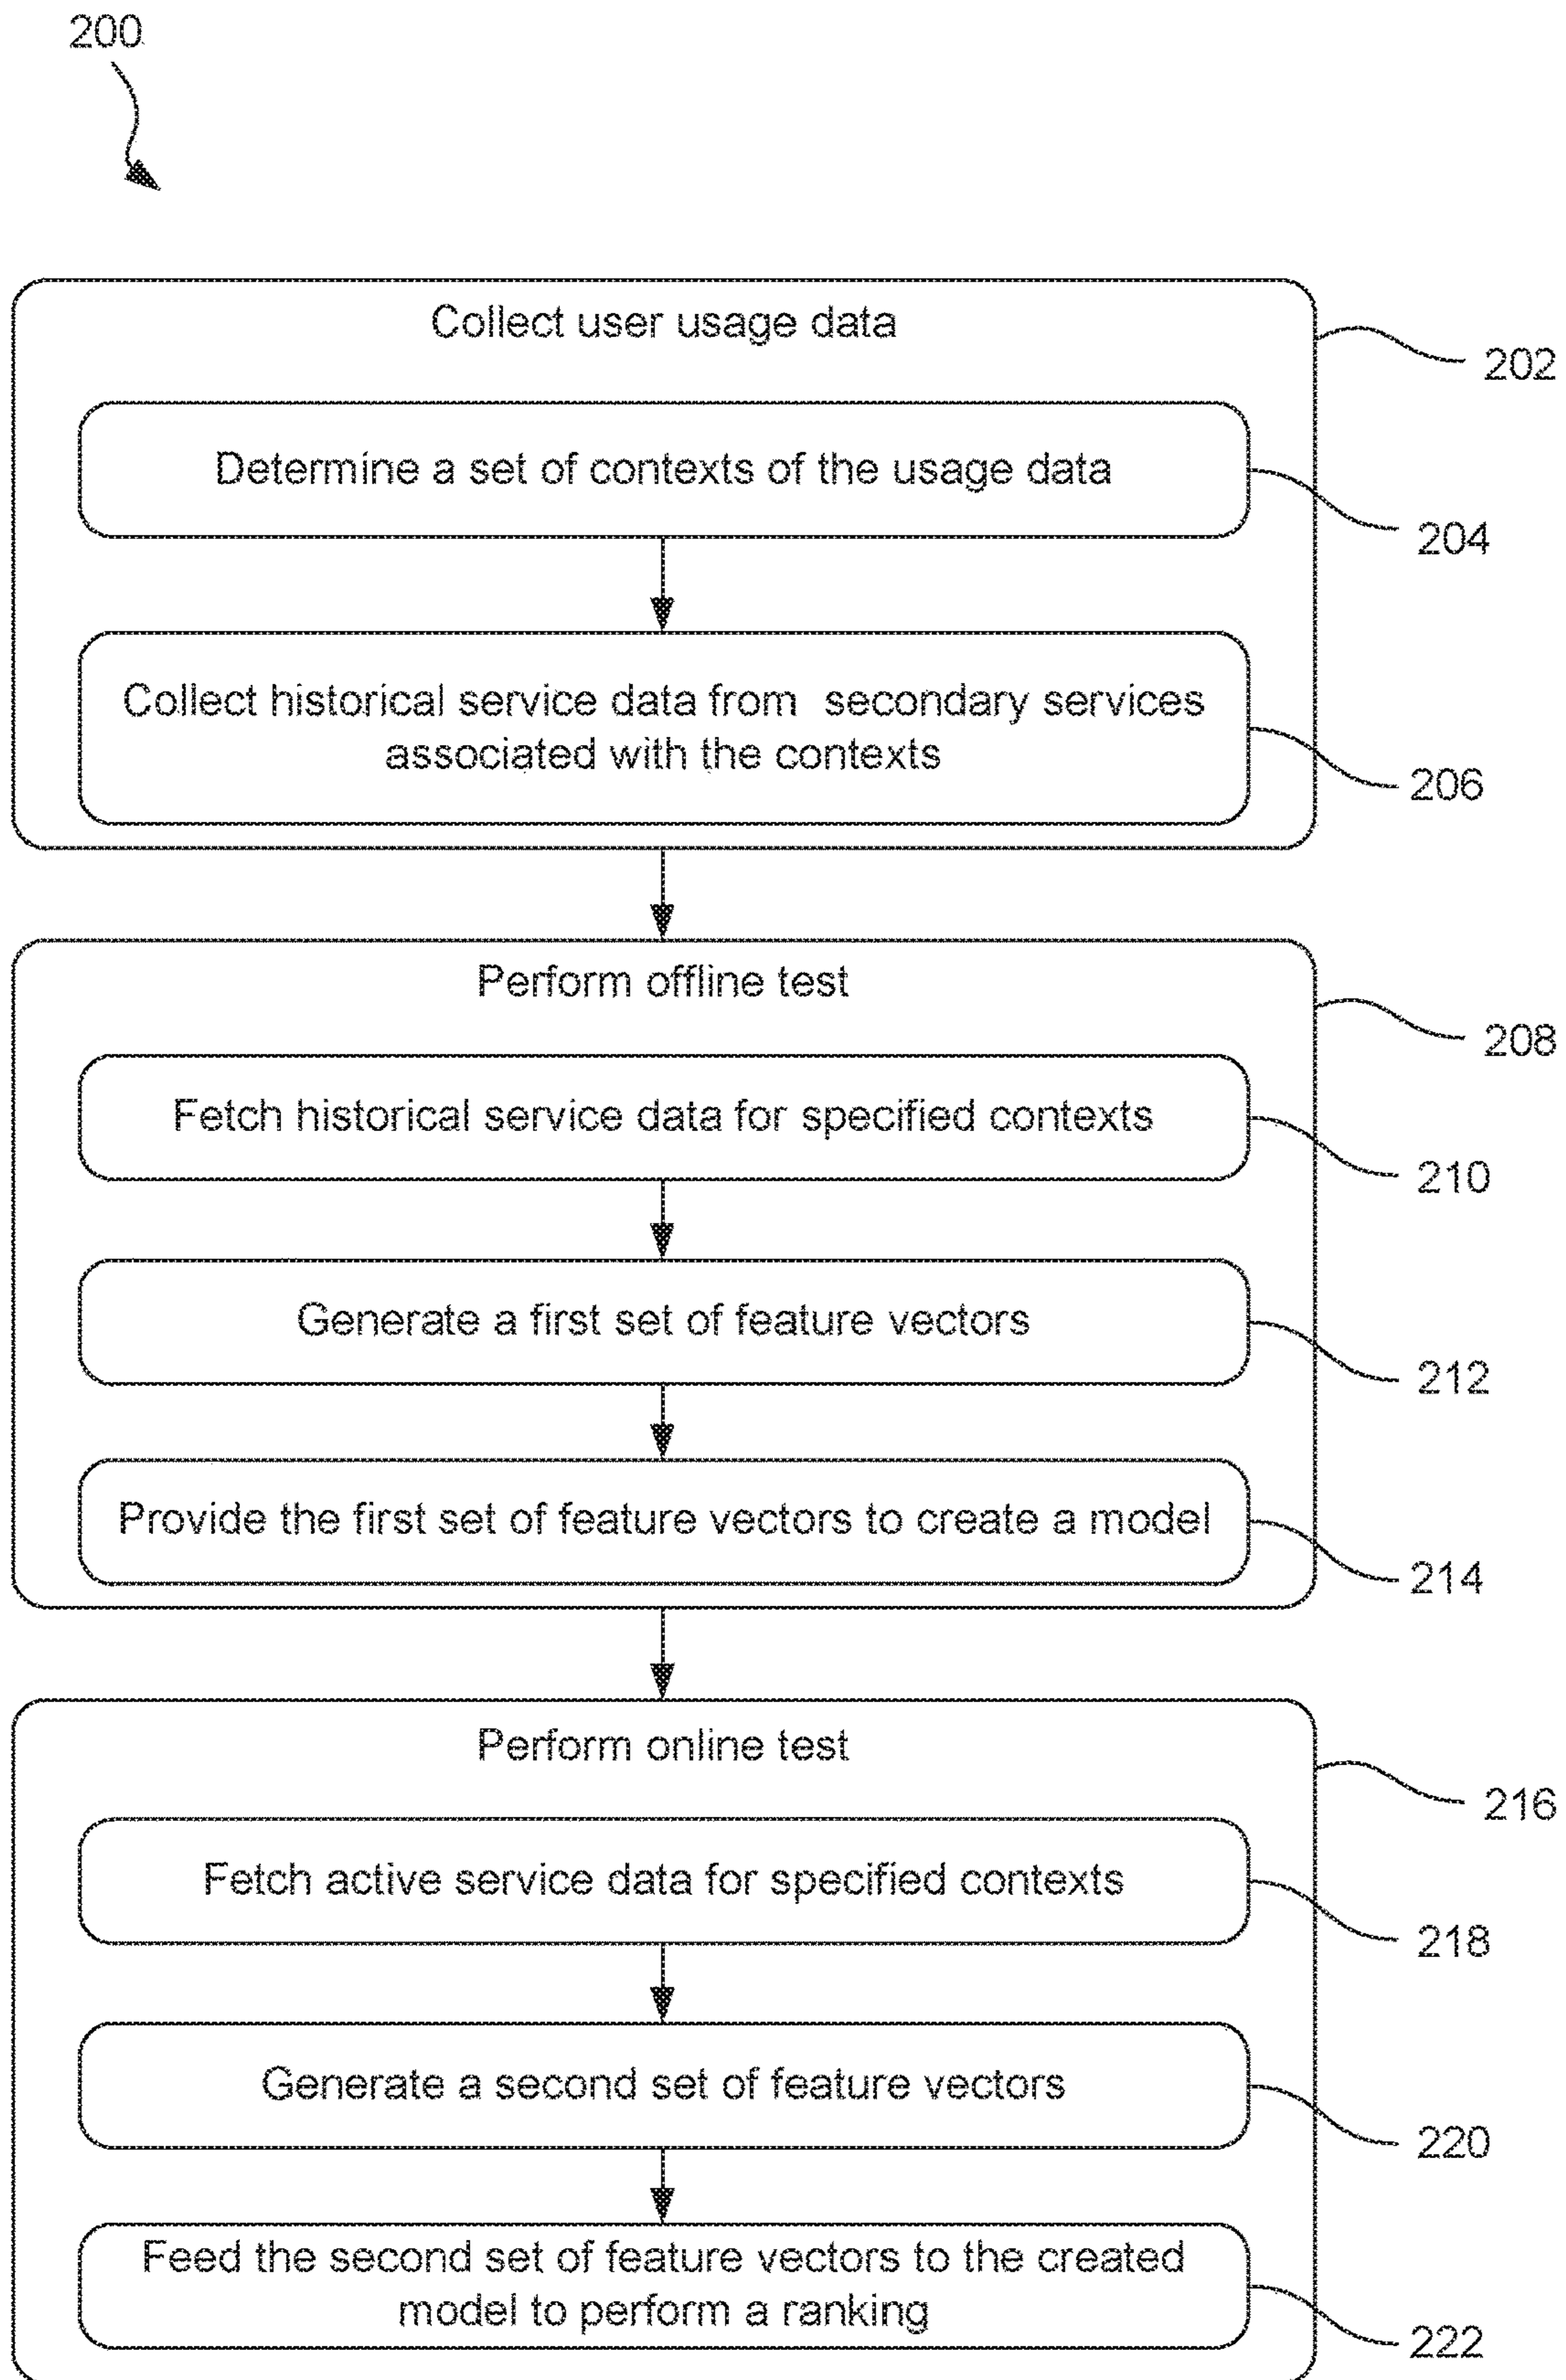 200
Collect user usage data
202
Determine a set of contexts of the usage data
204
Collect historical service data from secondary services
associated with the contexts
206
Perform offline test
208
Fetch historical service data for specified contexts
210
Generate a first set of feature vectors
212
Provide the first set of feature vectors to create a model
214
Perform online test
216
Fetch active service data for specified contexts
218
Generate a second set of feature vectors
220
Feed the second set of feature vectors to the created
model to perform a ranking
222